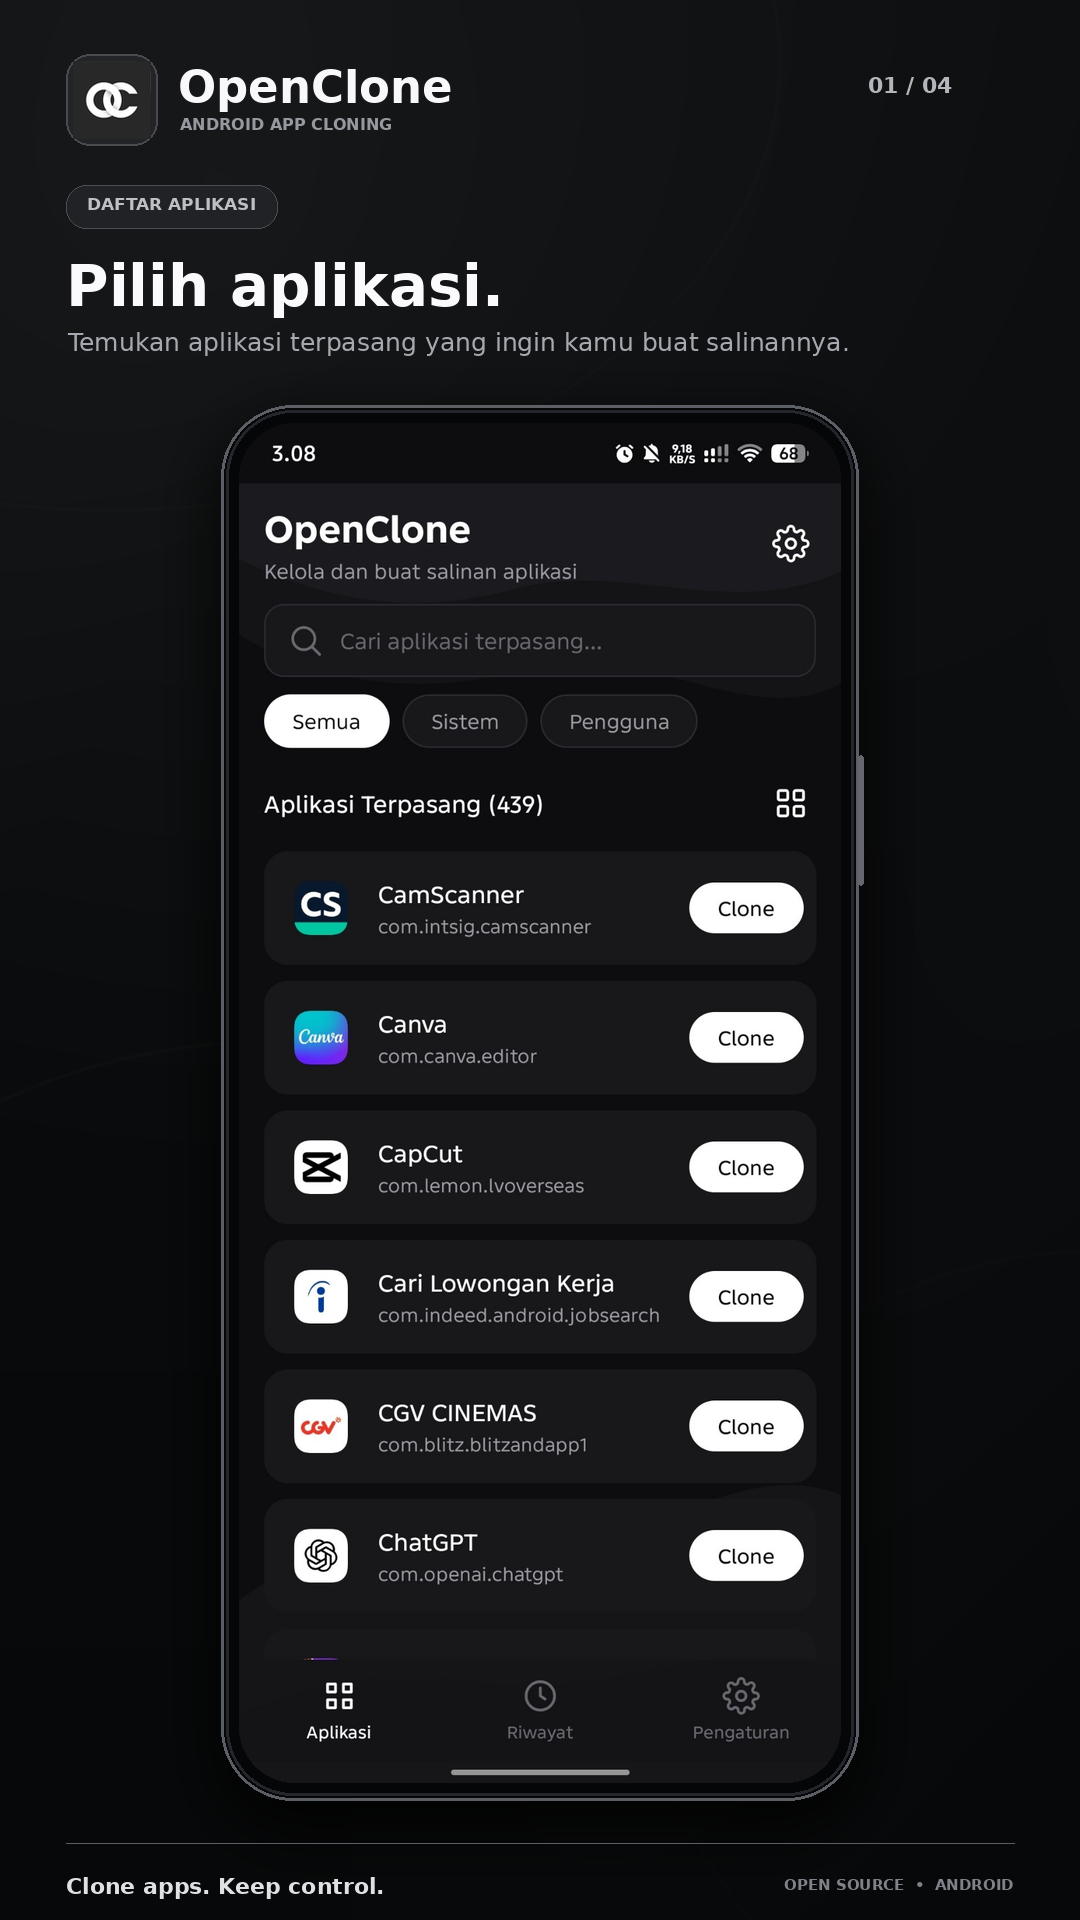 OpenClone
01 / 04
ANDROID APP CLONING
DAFTAR APLIKASI
Pilih aplikasi.
Temukan aplikasi terpasang yang ingin kamu buat salinannya.
3.08
9,18
KB/S
68
OpenClone
Kelola dan buat salinan aplikasi
Cari aplikasi terpasang...
Semua
Sistem
Pengguna
Aplikasi Terpasang (439)
CS
CamScanner
com.intsig.camscanner
Clone
Canva
Canva
com.canva.editor
Clone
CapCut
com.lemon.lvoverseas
Clone
Cari Lowongan Kerja
com.indeed.android.jobsearch
Clone
CGV
CGV CINEMAS
com.blitz.blitzandapp1
Clone
ChatGPT
com.openai.chatgpt
Clone
Aplikasi
Riwayat
Pengaturan
Clone apps. Keep control.
OPEN SOURCE • ANDROID